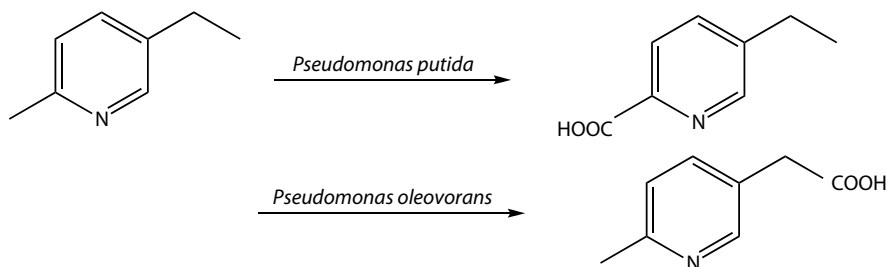 Pseudomonas putida
N
HOOC
N
Pseudomonas oleovorans
COOH
N